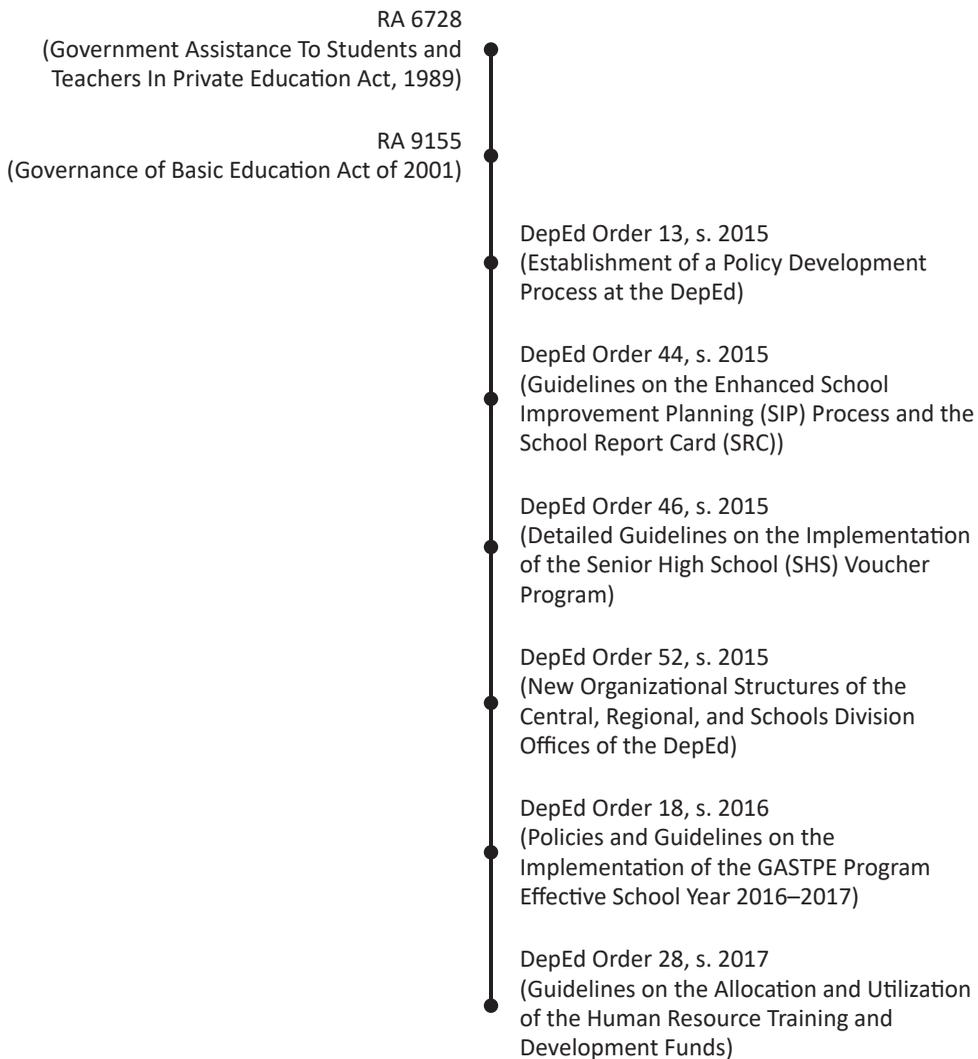 RA 6728
(Government Assistance To Students and
Teachers In Private Education Act, 1989)
RA 9155
(Governance of Basic Education Act of 2001)
DepEd Order 13, s. 2015
(Establishment of a Policy Development
Process at the DepEd)
DepEd Order 44, s. 2015
(Guidelines on the Enhanced School
Improvement Planning (SIP) Process and the
School Report Card (SRC))
DepEd Order 46, s. 2015
(Detailed Guidelines on the Implementation
of the Senior High School (SHS) Voucher
Program)
DepEd Order 52, s. 2015
(New Organizational Structures of the
Central, Regional, and Schools Division
Offices of the DepEd)
DepEd Order 18, s. 2016
(Policies and Guidelines on the
Implementation of the GASTPE Program
Effective School Year 2016–2017)
DepEd Order 28, s. 2017
(Guidelines on the Allocation and Utilization
of the Human Resource Training and
Development Funds)